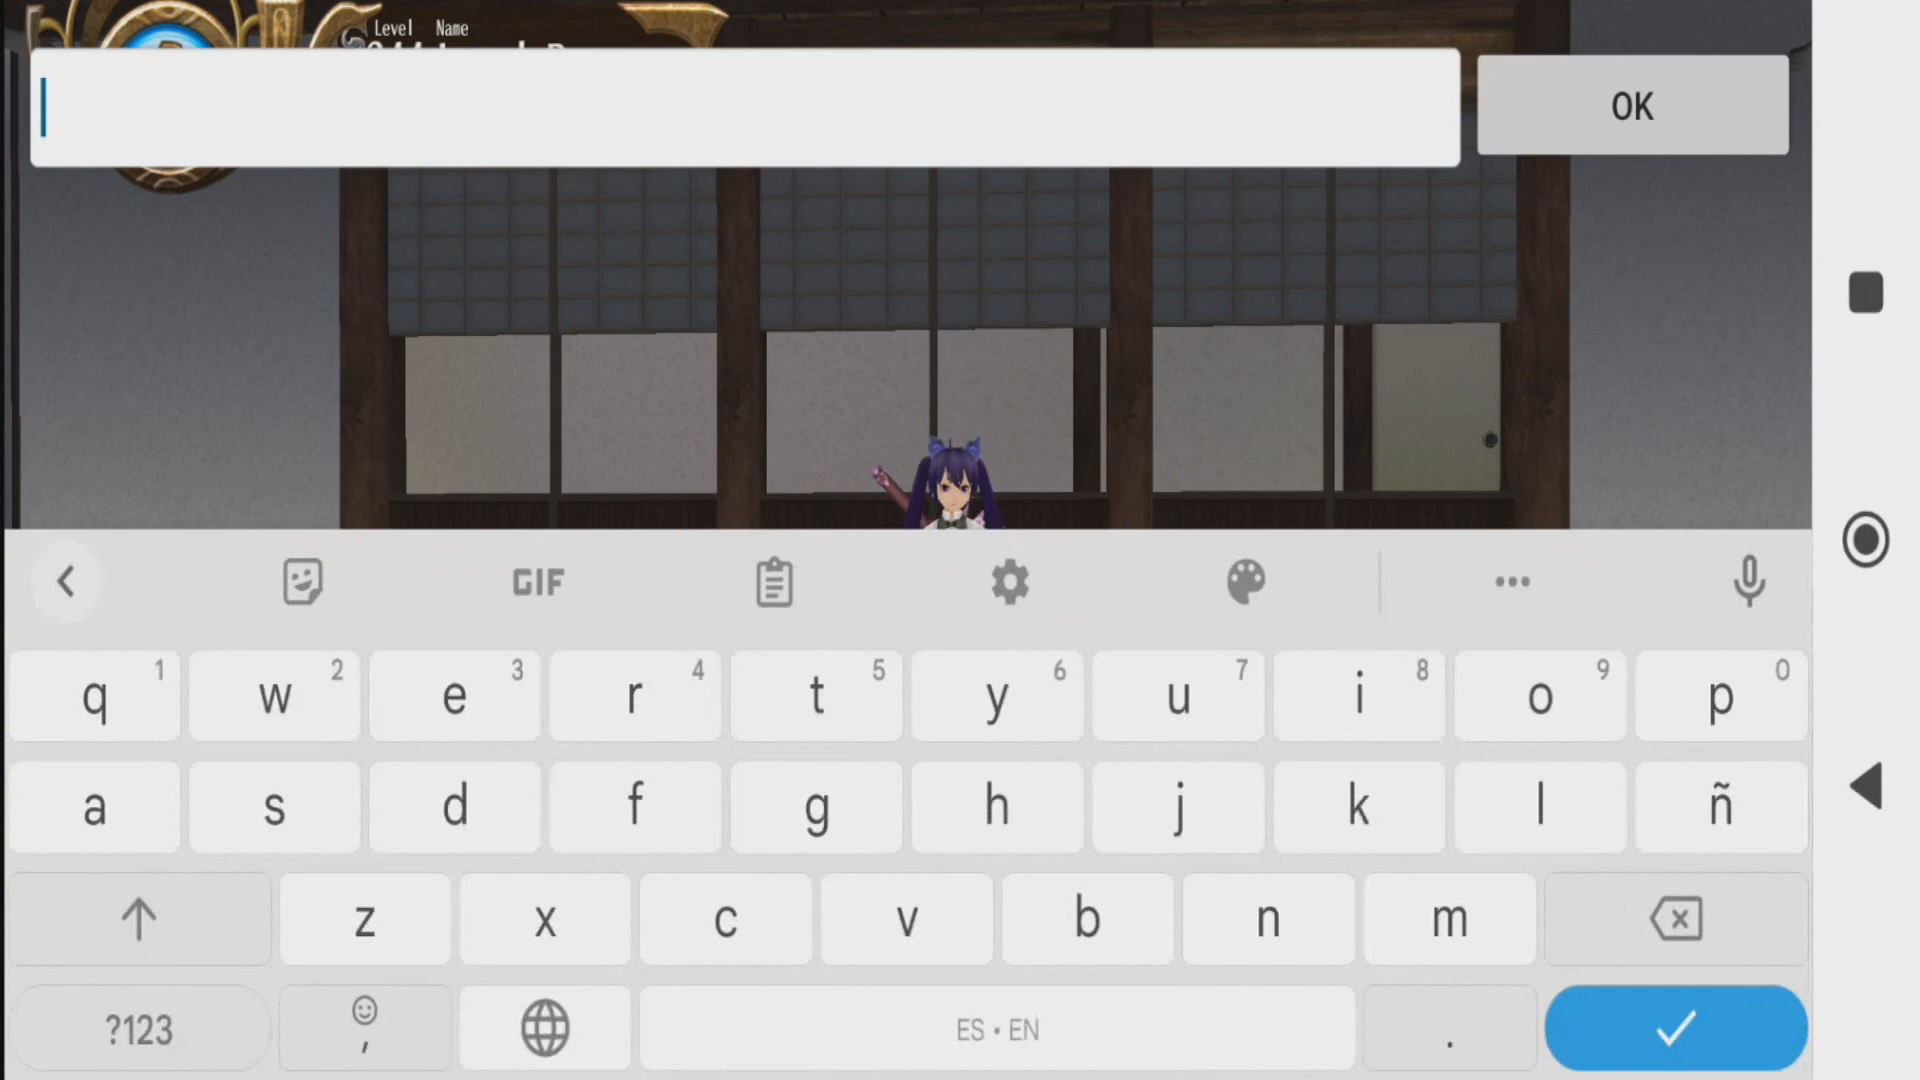 Level Name
OK
GIF
q 1 w 2 e 3 r 4 t 5 y 6 u 7 i 8 o 9 p 0
a s d f g h j k l ñ
z x c v b n m
?123 , ES • EN .